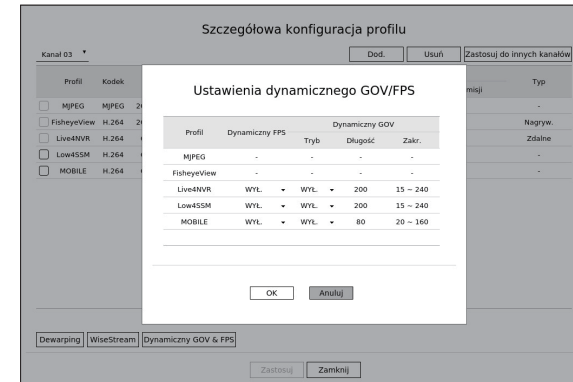 Szczegółowa konfiguracja profilu
Kanał 03
Dod. Usuń Zastosuj do innych kanałów
Profil Kodek misji Typ
MJPEG MJPEG -
FisheyeView H.264 Nagryw.
Live4NVR H.264 Zdalne
Low4SSM H.264 -
MOBILE H.264 -
Ustawienia dynamicznego GOV/FPS
Profil Dynamiczny FPS Dynamiczny GOV
Tryb Długość Zakr.
MJPEG - - - -
FisheyeView - - - -
Live4NVR WYŁ. WYŁ. 200 15 ~ 240
Low4SSM WYŁ. WYŁ. 200 15 ~ 240
MOBILE WYŁ. WYŁ. 80 20 ~ 160
OK Anuluj
Dewarping WiseStream Dynamiczny GOV & FPS
Zastosuj Zamknij